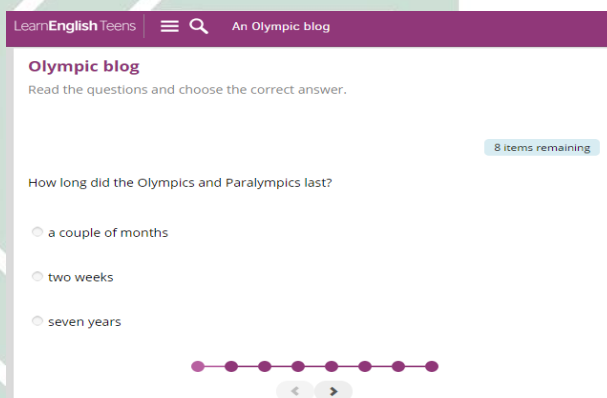 LearnEnglish Teens An Olympic blog
Olympic blog
Read the questions and choose the correct answer.
8 items remaining
How long did the Olympics and Paralympics last?
a couple of months
two weeks
seven years